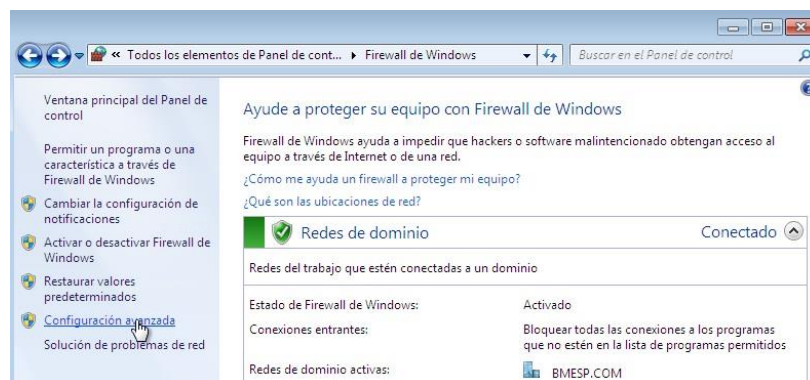 « Todos los elementos de Panel de cont... ▸ Firewall de Windows
Buscar en el Panel de control
Ventana principal del Panel de
control
Permitir un programa o una
característica a través de
Firewall de Windows
Cambiar la configuración de
notificaciones
Activar o desactivar Firewall de
Windows
Restaurar valores
predeterminados
Configuración avanzada
Solución de problemas de red
Ayude a proteger su equipo con Firewall de Windows
Firewall de Windows ayuda a impedir que hackers o software malintencionado obtengan acceso al
equipo a través de Internet o de una red.
¿Cómo me ayuda un firewall a proteger mi equipo?
¿Qué son las ubicaciones de red?
Redes de dominio Conectado
Redes del trabajo que estén conectadas a un dominio
Estado de Firewall de Windows: Activado
Conexiones entrantes: Bloquear todas las conexiones a los programas
que no estén en la lista de programas permitidos
Redes de dominio activas: BMESP.COM